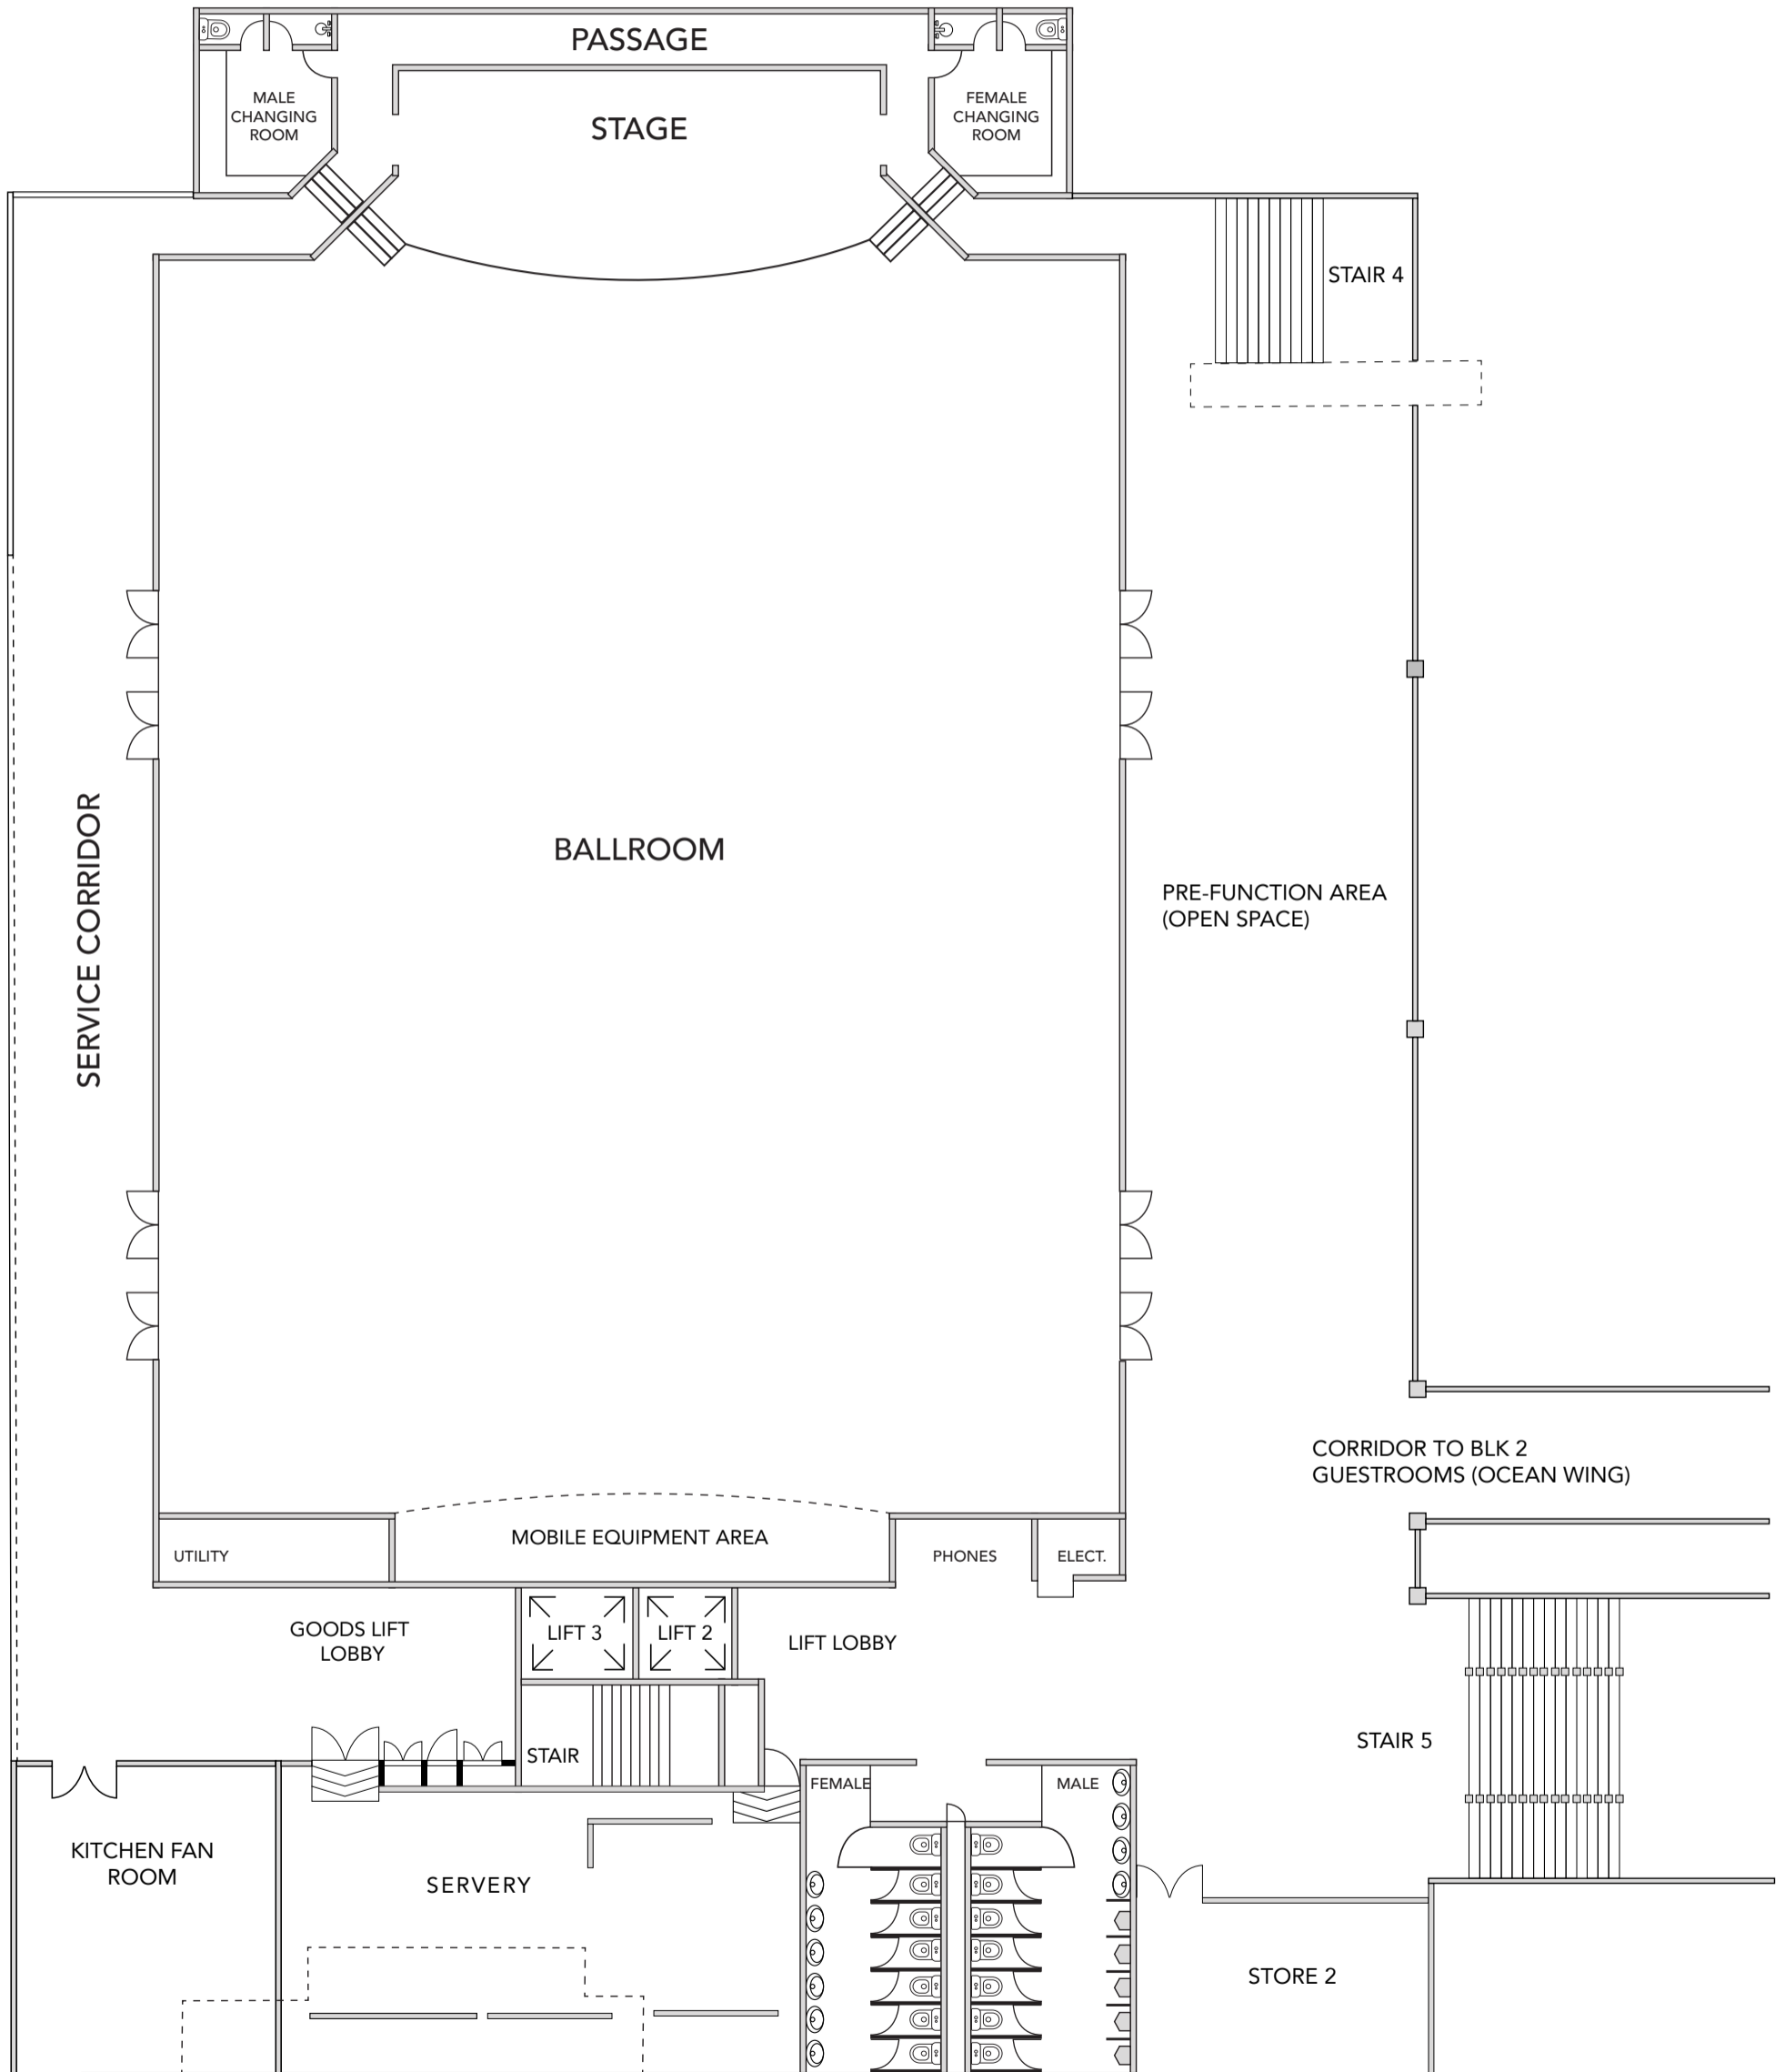 PASSAGE
MALE
CHANGING
ROOM
STAGE
FEMALE
CHANGING
ROOM
STAIR 4
BALLROOM
SERVICE CORRIDOR
PRE-FUNCTION AREA
(OPEN SPACE)
CORRIDOR TO BLK 2
GUESTROOMS (OCEAN WING)
MOBILE EQUIPMENT AREA
UTILITY
PHONES
ELECT.
GOODS LIFT
LOBBY
LIFT 3
LIFT 2
LIFT LOBBY
STAIR
STAIR 5
FEMALE
MALE
KITCHEN FAN
ROOM
SERVERY
STORE 2